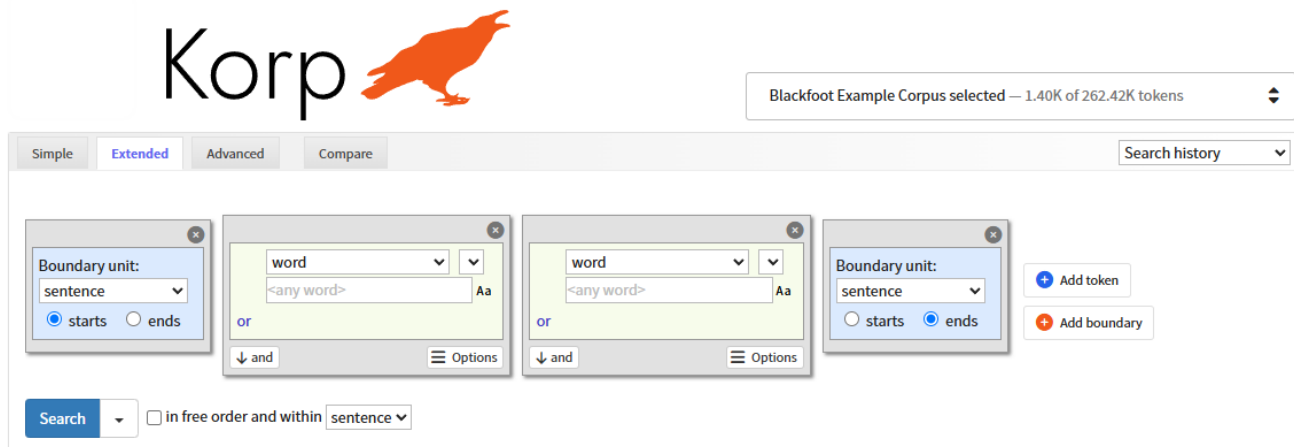 Korp
Blackfoot Example Corpus selected — 1.40K of 262.42K tokens
Simple Extended Advanced Compare Search history
Boundary unit:
sentence
starts ends
word
<any word> Aa
or
and Options
word
<any word> Aa
or
and Options
Boundary unit:
sentence
starts ends
Add token
Add boundary
Search in free order and within sentence